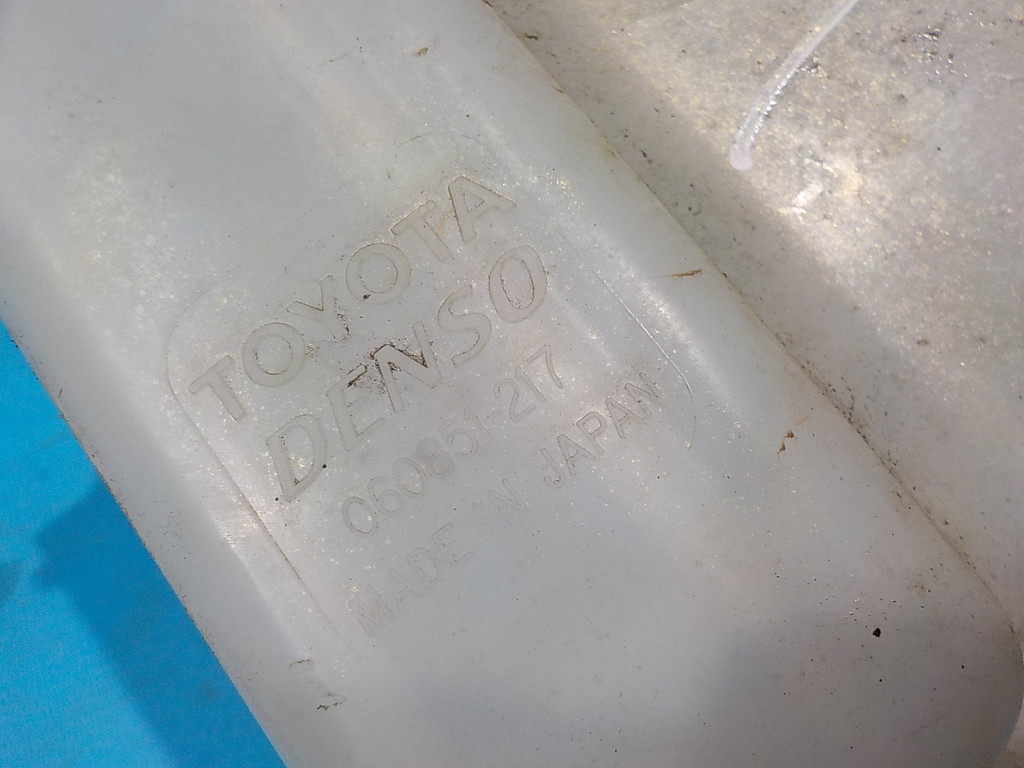 TOYOTA
DENSO
060851-217
MADE IN JAPAN